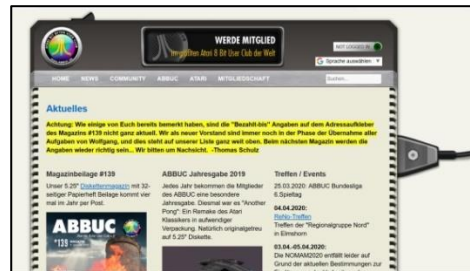 WERDE MITGLIED
im größten Atari 8 Bit User Club der Welt
NOT LOGGED IN
Sprache auswählen
HOME NEWS COMMUNITY ABBUC ATARI MITGLIEDSCHAFT
Suchen...
Aktuelles
Achtung: Wie einige von Euch bereits bemerkt haben, sind die "Bezahlt-bis" Angaben auf dem Adressaufkleber
des Magazins #139 nicht ganz aktuell. Wir als neuer Vorstand sind immer noch in der Phase der Übernahme aller
Aufgaben von Wolfgang, und dies steht auf unserer Liste ganz weit oben. Beim nächsten Magazin werden die
Angaben wieder richtig sein... Wir bitten um Nachsicht. -Thomas Schulz
Magazinbeilage #139
Unser 5.25" Diskettenmagazin mit 32-
seitiger Papierheft Beilage kommt vier
mal im Jahr per Post.
ABBUC
#139 MAGAZIN
ABBUC Jahresgabe 2019
Jedes Jahr bekommen die Mitglieder
des ABBUC eine besondere
Jahresgabe. Diesmal war es "Another
Pong": Ein Remake des Atari
Klassikers in aufwendiger
Verpackung. Natürlich originalgetreu
auf 5.25" Diskette.
Treffen / Events
25.03.2020: ABBUC Bundesliga
6.Spieltag
04.04.2020:
ReNo-Treffen
Treffen der "Regionalgruppe Nord"
in Elmshorn
03.04.-05.04.2020:
Die NOMAM2020 entfällt leider auf
Grund der aktuellen Bestimmungen zur